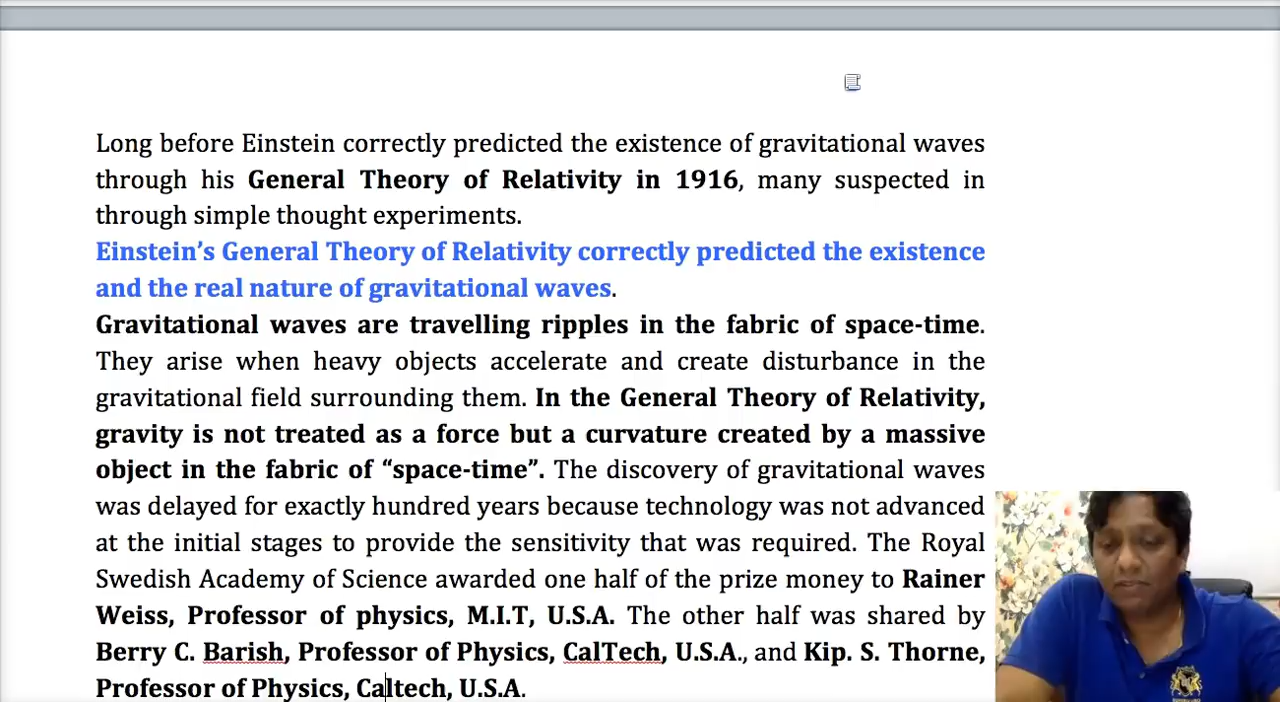 Long before Einstein correctly predicted the existence of gravitational waves
through his General Theory of Relativity in 1916, many suspected in
through simple thought experiments.
Einstein’s General Theory of Relativity correctly predicted the existence
and the real nature of gravitational waves.
Gravitational waves are travelling ripples in the fabric of space-time.
They arise when heavy objects accelerate and create disturbance in the
gravitational field surrounding them. In the General Theory of Relativity,
gravity is not treated as a force but a curvature created by a massive
object in the fabric of “space-time”. The discovery of gravitational waves
was delayed for exactly hundred years because technology was not advanced
at the initial stages to provide the sensitivity that was required. The Royal
Swedish Academy of Science awarded one half of the prize money to Rainer
Weiss, Professor of physics, M.I.T, U.S.A. The other half was shared by
Berry C. Barish, Professor of Physics, CalTech, U.S.A., and Kip. S. Thorne,
Professor of Physics, Caltech, U.S.A.